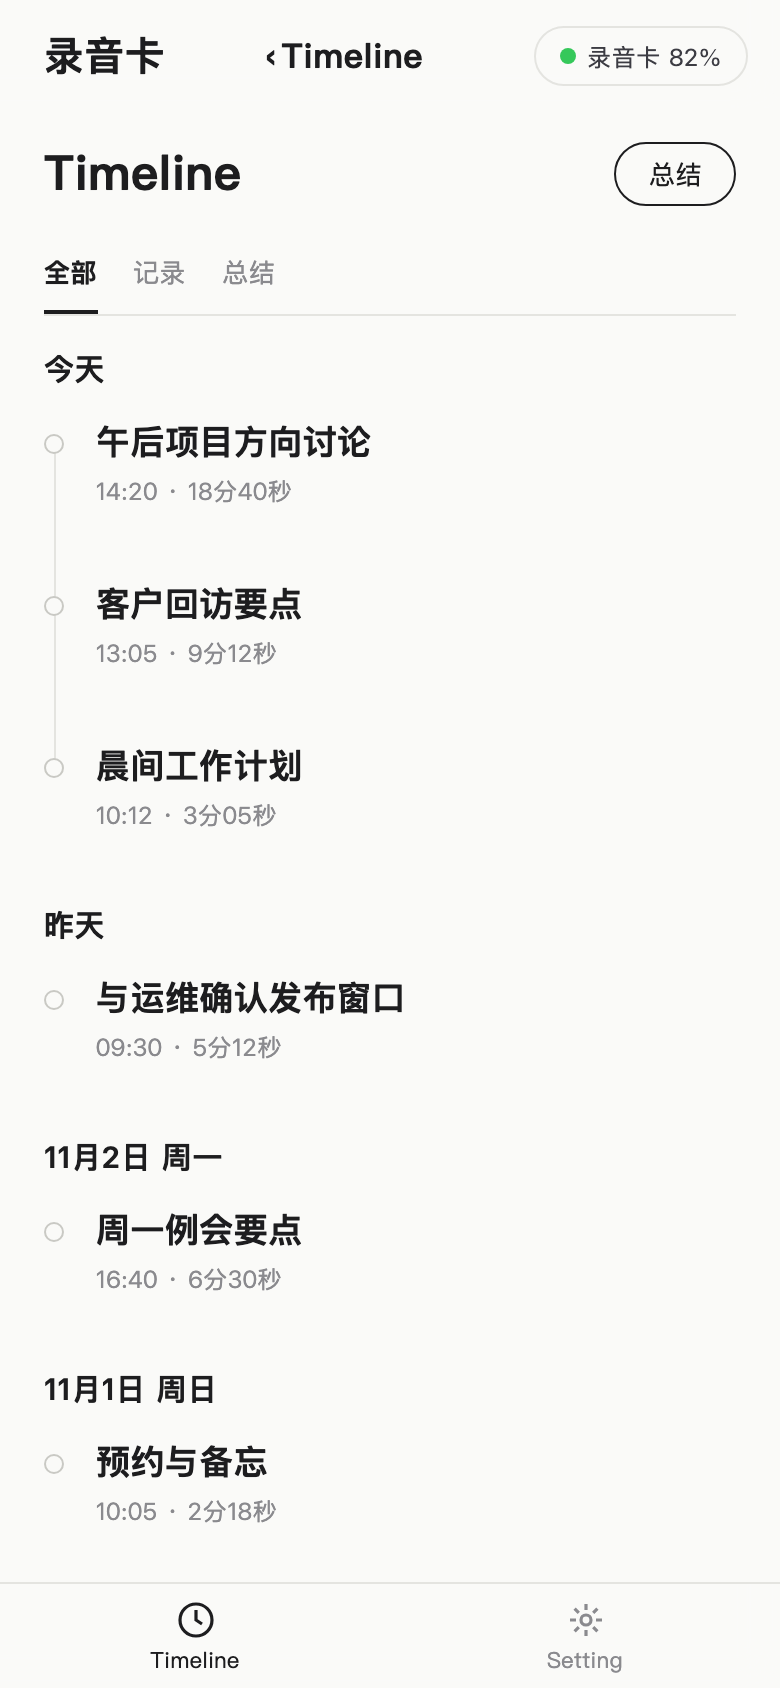 录音卡 ‹ Timeline 录音卡 82%
Timeline 总结
全部 记录 总结
今天
午后项目方向讨论
14:20 · 18分40秒
客户回访要点
13:05 · 9分12秒
晨间工作计划
10:12 · 3分05秒
昨天
与运维确认发布窗口
09:30 · 5分12秒
11月2日 周一
周一例会要点
16:40 · 6分30秒
11月1日 周日
预约与备忘
10:05 · 2分18秒
Timeline Setting